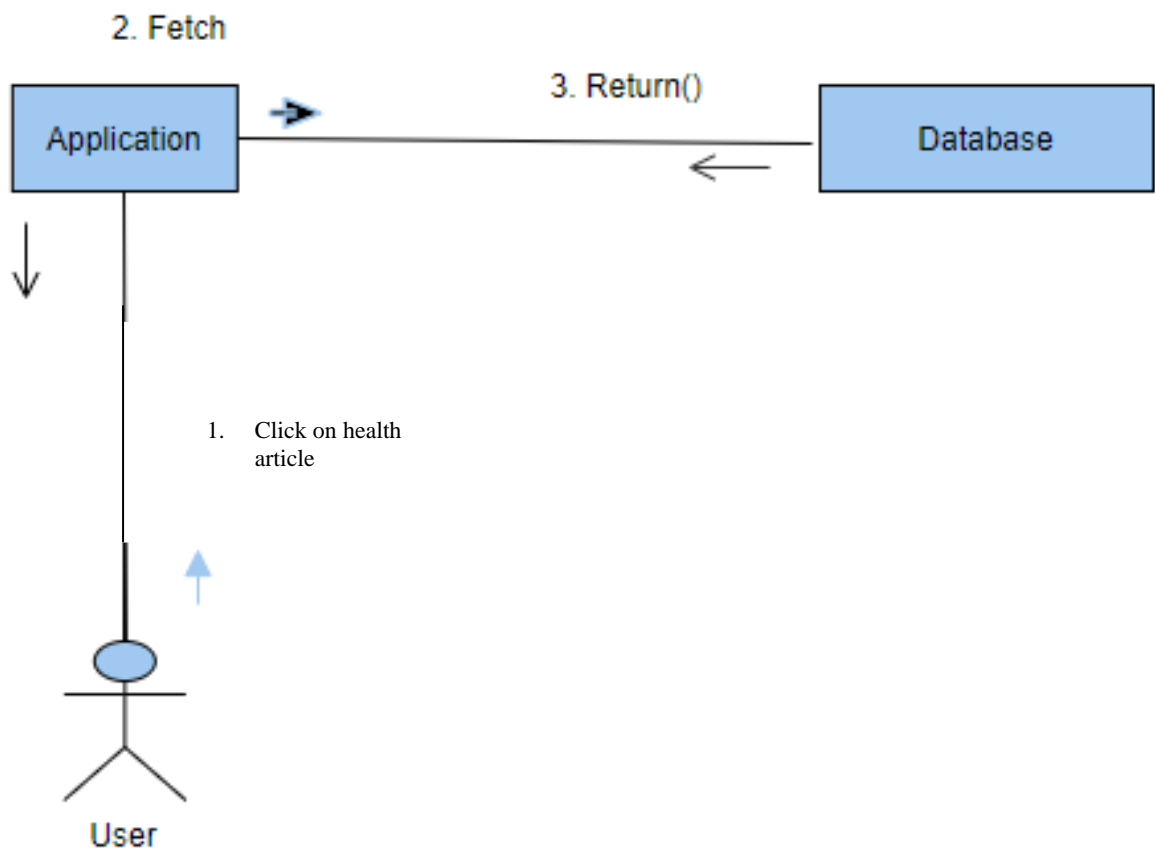 2. Fetch
3. Return()
Application
Database
1. Click on health
article
User